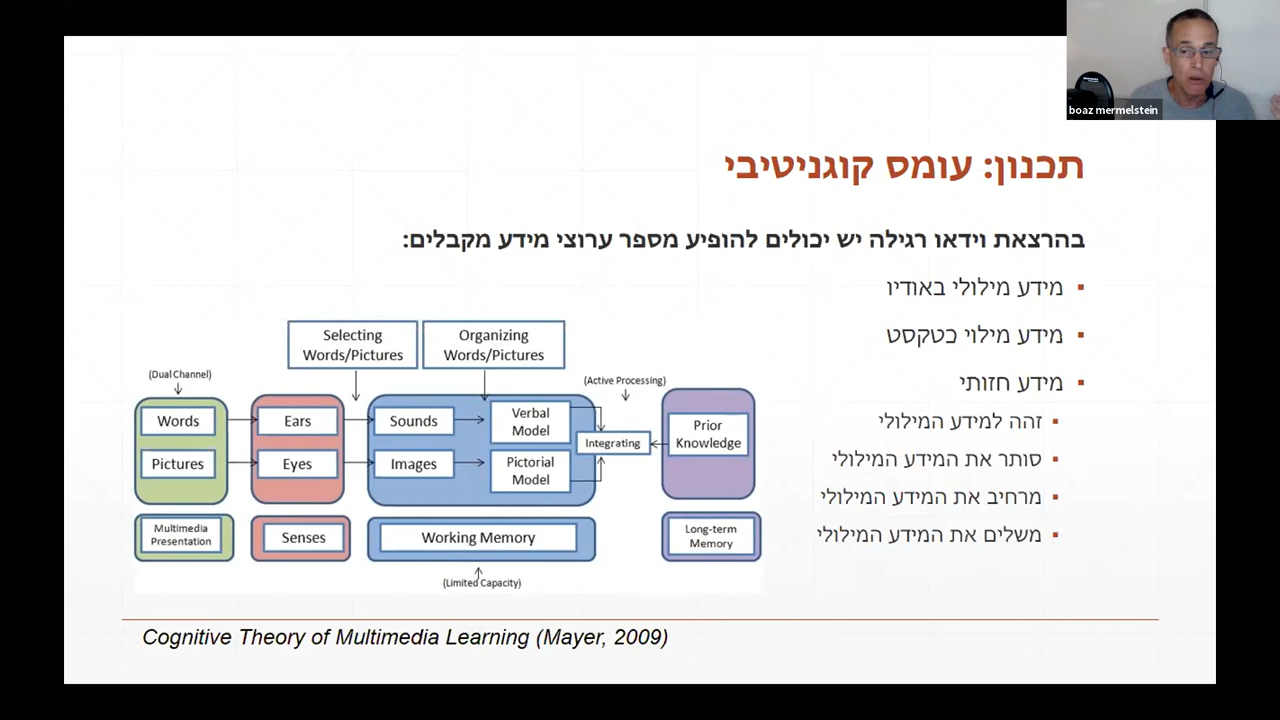 boaz mermelstein
תכנון: עומס קוגניטיבי
בהרצאת וידאו רגילה יש יכולים להופיע מספר ערוצי מידע מקבלים:
מידע מילולי באודיו
מידע מילוי כטקסט
מידע חזותי
זהה למידע המילולי
סותר את המידע המילולי
מרחיב את המידע המילולי
משלים את המידע המילולי
Selecting
Words/Pictures
Organizing
Words/Pictures
(Dual Channel)
(Active Processing)
Words
Ears
Sounds
Verbal
Model
Integrating
Prior
Knowledge
Pictures
Eyes
Images
Pictorial
Model
Multimedia
Presentation
Senses
Working Memory
Long-term
Memory
(Limited Capacity)
Cognitive Theory of Multimedia Learning (Mayer, 2009)